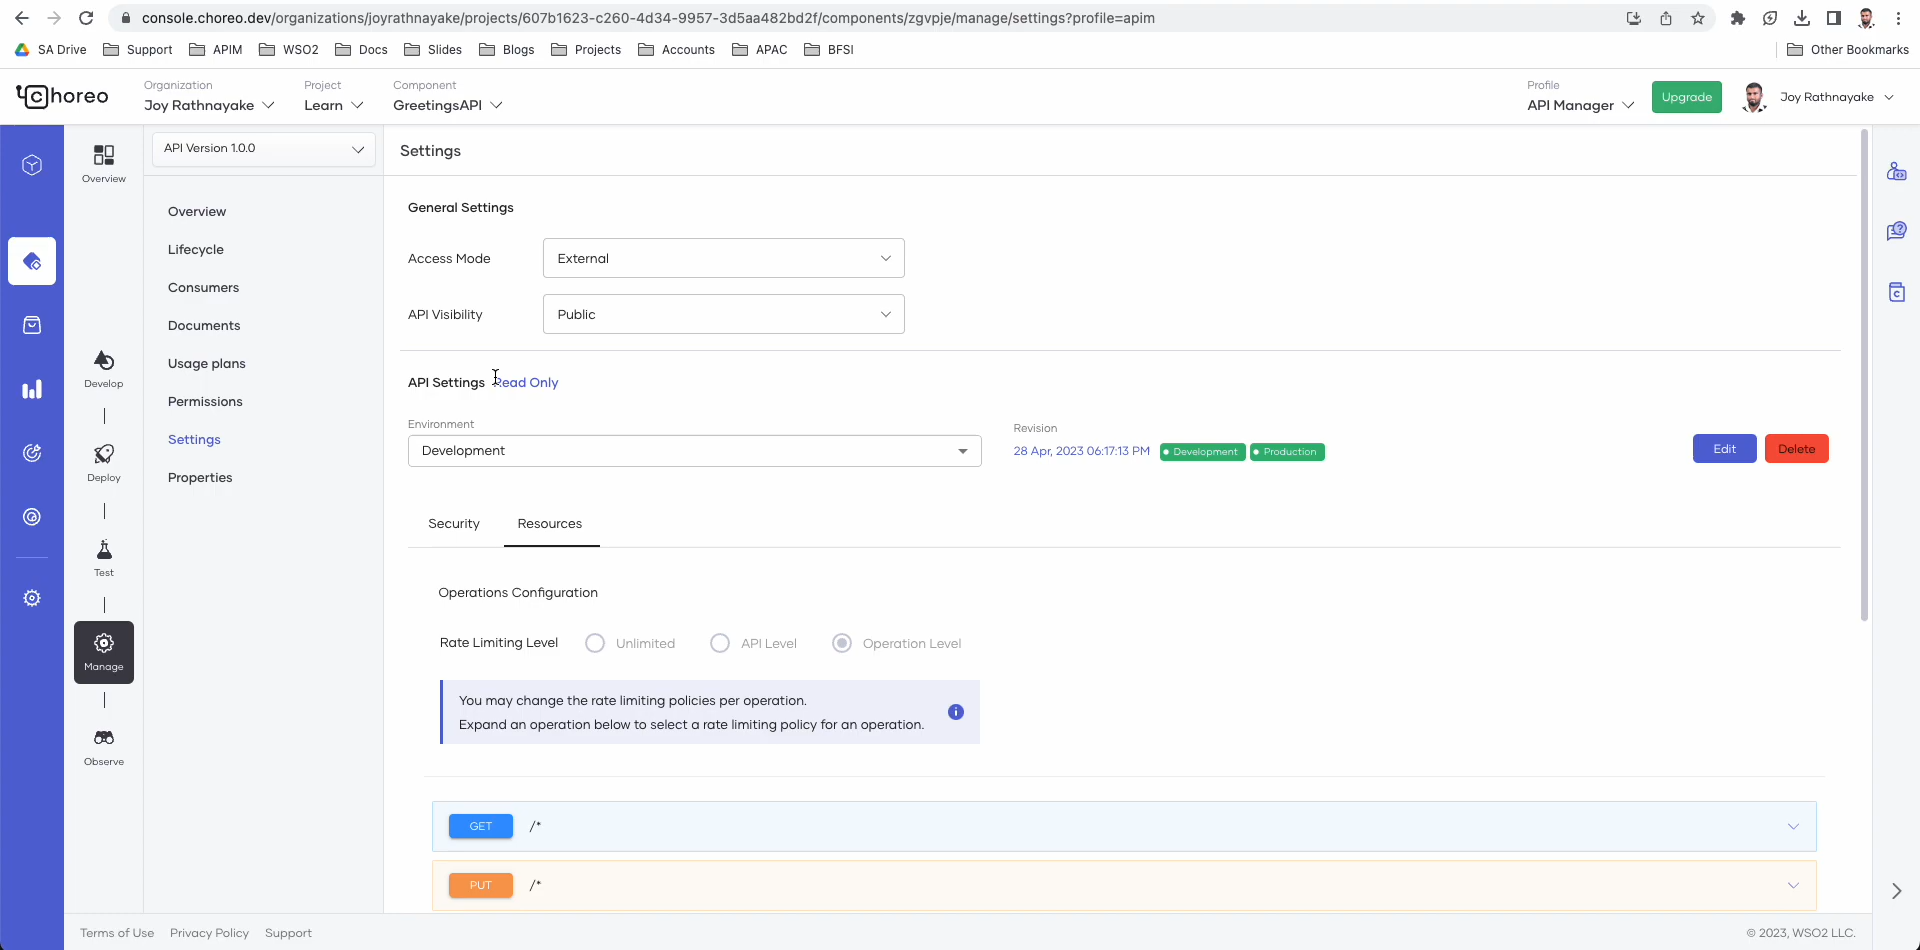 console.choreo.dev/organizations/joyrathnayake/projects/607b1623-c260-4d34-9957-3d5aa482bd2f/components/zgvpje/manage/settings?profile=apim
SA Drive Support APIM WSO2 Docs Slides Blogs Projects Accounts APAC BFSI Other Bookmarks
Choreo
Organization Project Component Profile
Joy Rathnayake Learn GreetingsAPI API Manager Upgrade Joy Rathnayake
Overview
Develop
Deploy
Test
Manage
Observe
API Version 1.0.0
Overview
Lifecycle
Consumers
Documents
Usage plans
Permissions
Settings
Properties
Settings
General Settings
Access Mode External
API Visibility Public
API Settings Read Only
Environment
Development
Revision
28 Apr, 2023 06:17:13 PM Development Production
Edit Delete
Security Resources
Operations Configuration
Rate Limiting Level Unlimited API Level Operation Level
You may change the rate limiting policies per operation.
Expand an operation below to select a rate limiting policy for an operation.
GET /*
PUT /*
Terms of Use Privacy Policy Support © 2023, WSO2 LLC.